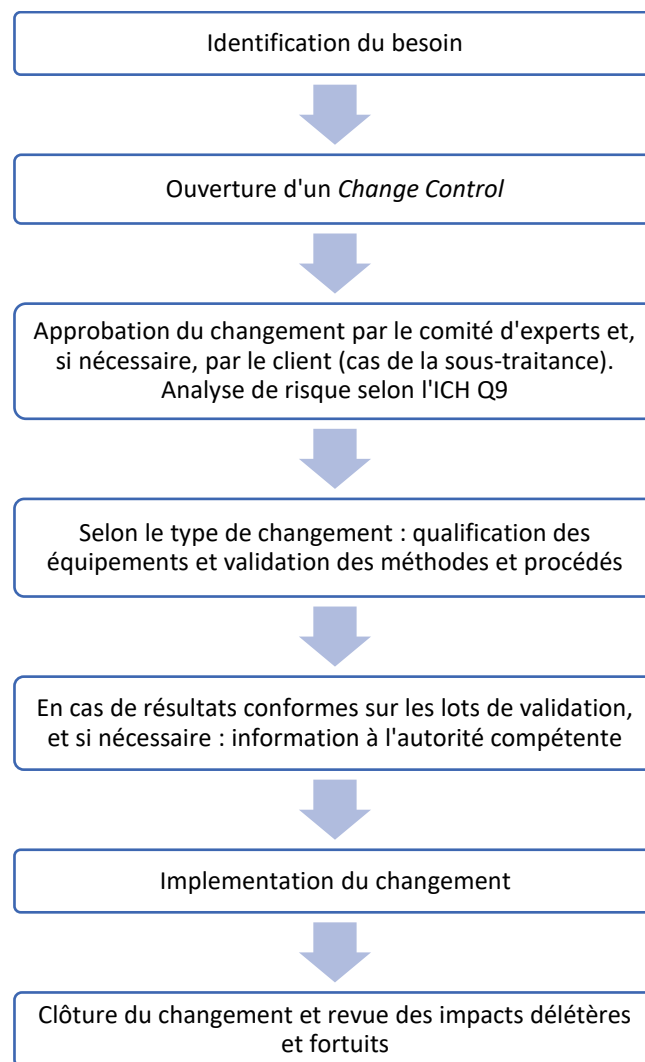 Identification du besoin
Ouverture d'un Change Control
Approbation du changement par le comité d'experts et,
si nécessaire, par le client (cas de la sous-traitance).
Analyse de risque selon l'ICH Q9
Selon le type de changement : qualification des
équipements et validation des méthodes et procédés
En cas de résultats conformes sur les lots de validation,
et si nécessaire : information à l'autorité compétente
Implementation du changement
Clôture du changement et revue des impacts délétères
et fortuits